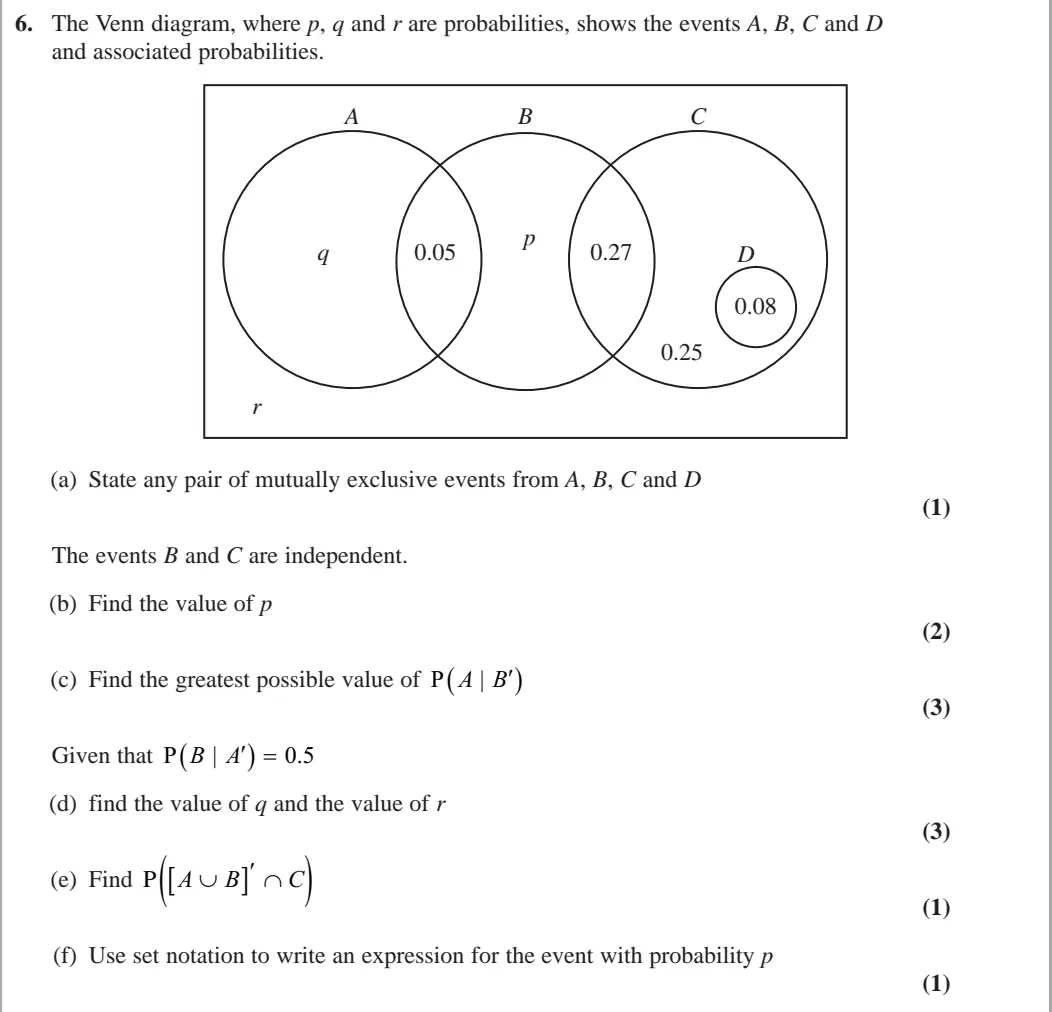 6. The Venn diagram, where p, q and r are probabilities, shows the events A, B, C and D
and associated probabilities.
A B C
q 0.05 p 0.27 D
0.08
0.25
r
(a) State any pair of mutually exclusive events from A, B, C and D
(1)
The events B and C are independent.
(b) Find the value of p
(2)
(c) Find the greatest possible value of P(A | B′)
(3)
Given that P(B | A′) = 0.5
(d) find the value of q and the value of r
(3)
(e) Find P([A ∪ B]′ ∩ C)
(1)
(f) Use set notation to write an expression for the event with probability p
(1)